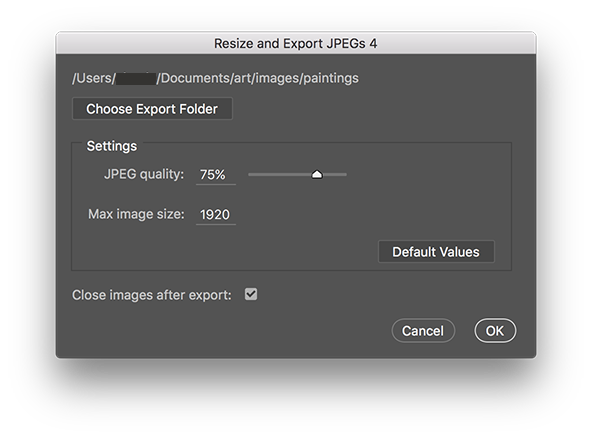 Resize and Export JPEGs 4
/Users/ /Documents/art/images/paintings
Choose Export Folder
Settings
JPEG quality: 75%
Max image size: 1920
Default Values
Close images after export:
Cancel OK